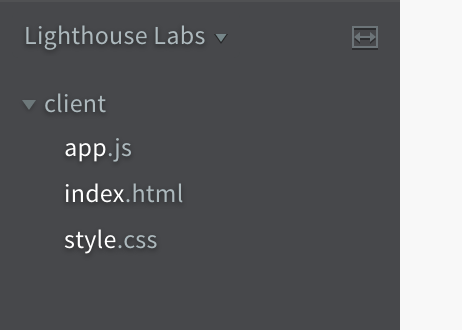 Lighthouse Labs
client
app.js
index.html
style.css